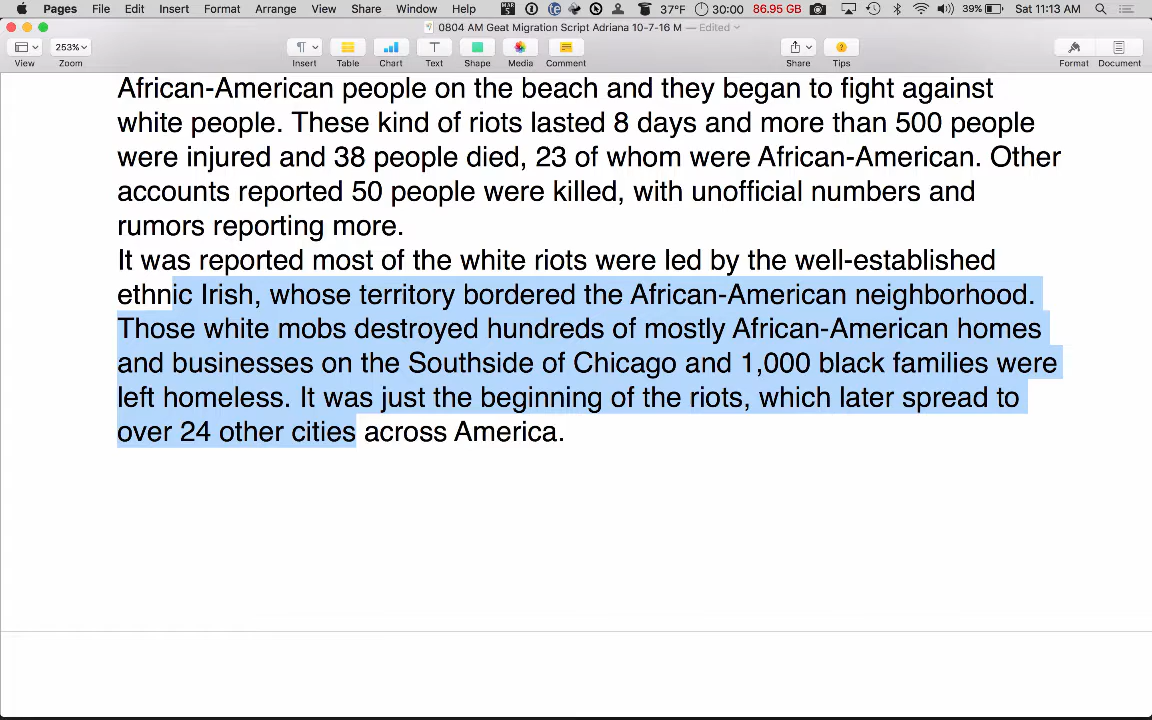 Pages File Edit Insert Format Arrange View Share Window Help 37°F 30:00 86.95 GB 39% Sat 11:13 AM
0804 AM Geat Migration Script Adriana 10-7-16 M — Edited
253%
View Zoom Insert Table Chart Text Shape Media Comment Share Tips Format Document
African-American people on the beach and they began to fight against
white people. These kind of riots lasted 8 days and more than 500 people
were injured and 38 people died, 23 of whom were African-American. Other
accounts reported 50 people were killed, with unofficial numbers and
rumors reporting more.
It was reported most of the white riots were led by the well-established
ethnic Irish, whose territory bordered the African-American neighborhood.
Those white mobs destroyed hundreds of mostly African-American homes
and businesses on the Southside of Chicago and 1,000 black families were
left homeless. It was just the beginning of the riots, which later spread to
over 24 other cities across America.